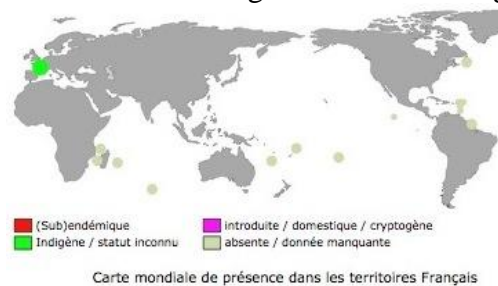 (Sub)endémique
introduite / domestique / cryptogène
Indigène / statut inconnu
absente / donnée manquante
Carte mondiale de présence dans les territoires Français